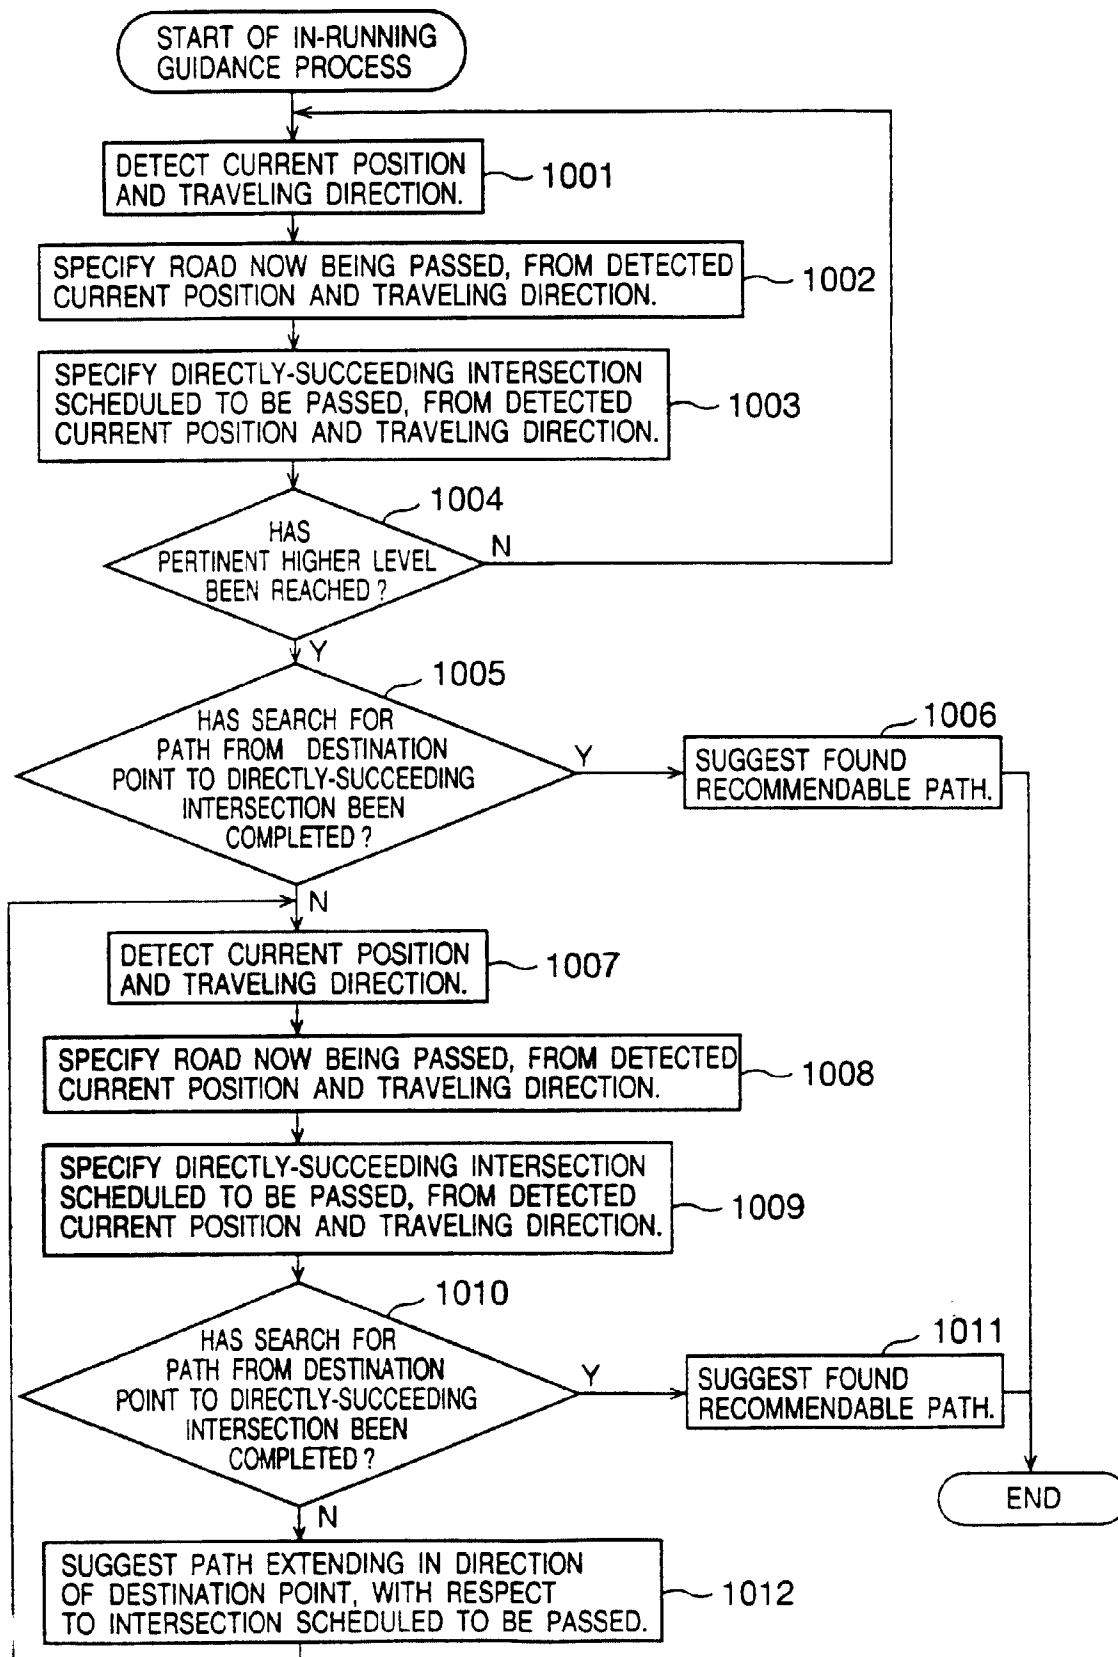 START OF IN-RUNNING
GUIDANCE PROCESS
DETECT CURRENT POSITION
AND TRAVELING DIRECTION.
1001
SPECIFY ROAD NOW BEING PASSED, FROM DETECTED
CURRENT POSITION AND TRAVELING DIRECTION.
1002
SPECIFY DIRECTLY-SUCCEEDING INTERSECTION
SCHEDULED TO BE PASSED, FROM DETECTED
CURRENT POSITION AND TRAVELING DIRECTION.
1003
1004
HAS
PERTINENT HIGHER LEVEL
BEEN REACHED?
N
Y
1005
HAS SEARCH FOR
PATH FROM DESTINATION
POINT TO DIRECTLY-SUCCEEDING
INTERSECTION BEEN
COMPLETED?
Y
1006
SUGGEST FOUND
RECOMMENDABLE PATH.
N
DETECT CURRENT POSITION
AND TRAVELING DIRECTION.
1007
SPECIFY ROAD NOW BEING PASSED, FROM DETECTED
CURRENT POSITION AND TRAVELING DIRECTION.
1008
SPECIFY DIRECTLY-SUCCEEDING INTERSECTION
SCHEDULED TO BE PASSED, FROM DETECTED
CURRENT POSITION AND TRAVELING DIRECTION.
1009
1010
HAS SEARCH FOR
PATH FROM DESTINATION
POINT TO DIRECTLY-SUCCEEDING
INTERSECTION BEEN
COMPLETED?
Y
1011
SUGGEST FOUND
RECOMMENDABLE PATH.
END
N
SUGGEST PATH EXTENDING IN DIRECTION
OF DESTINATION POINT, WITH RESPECT
TO INTERSECTION SCHEDULED TO BE PASSED.
1012